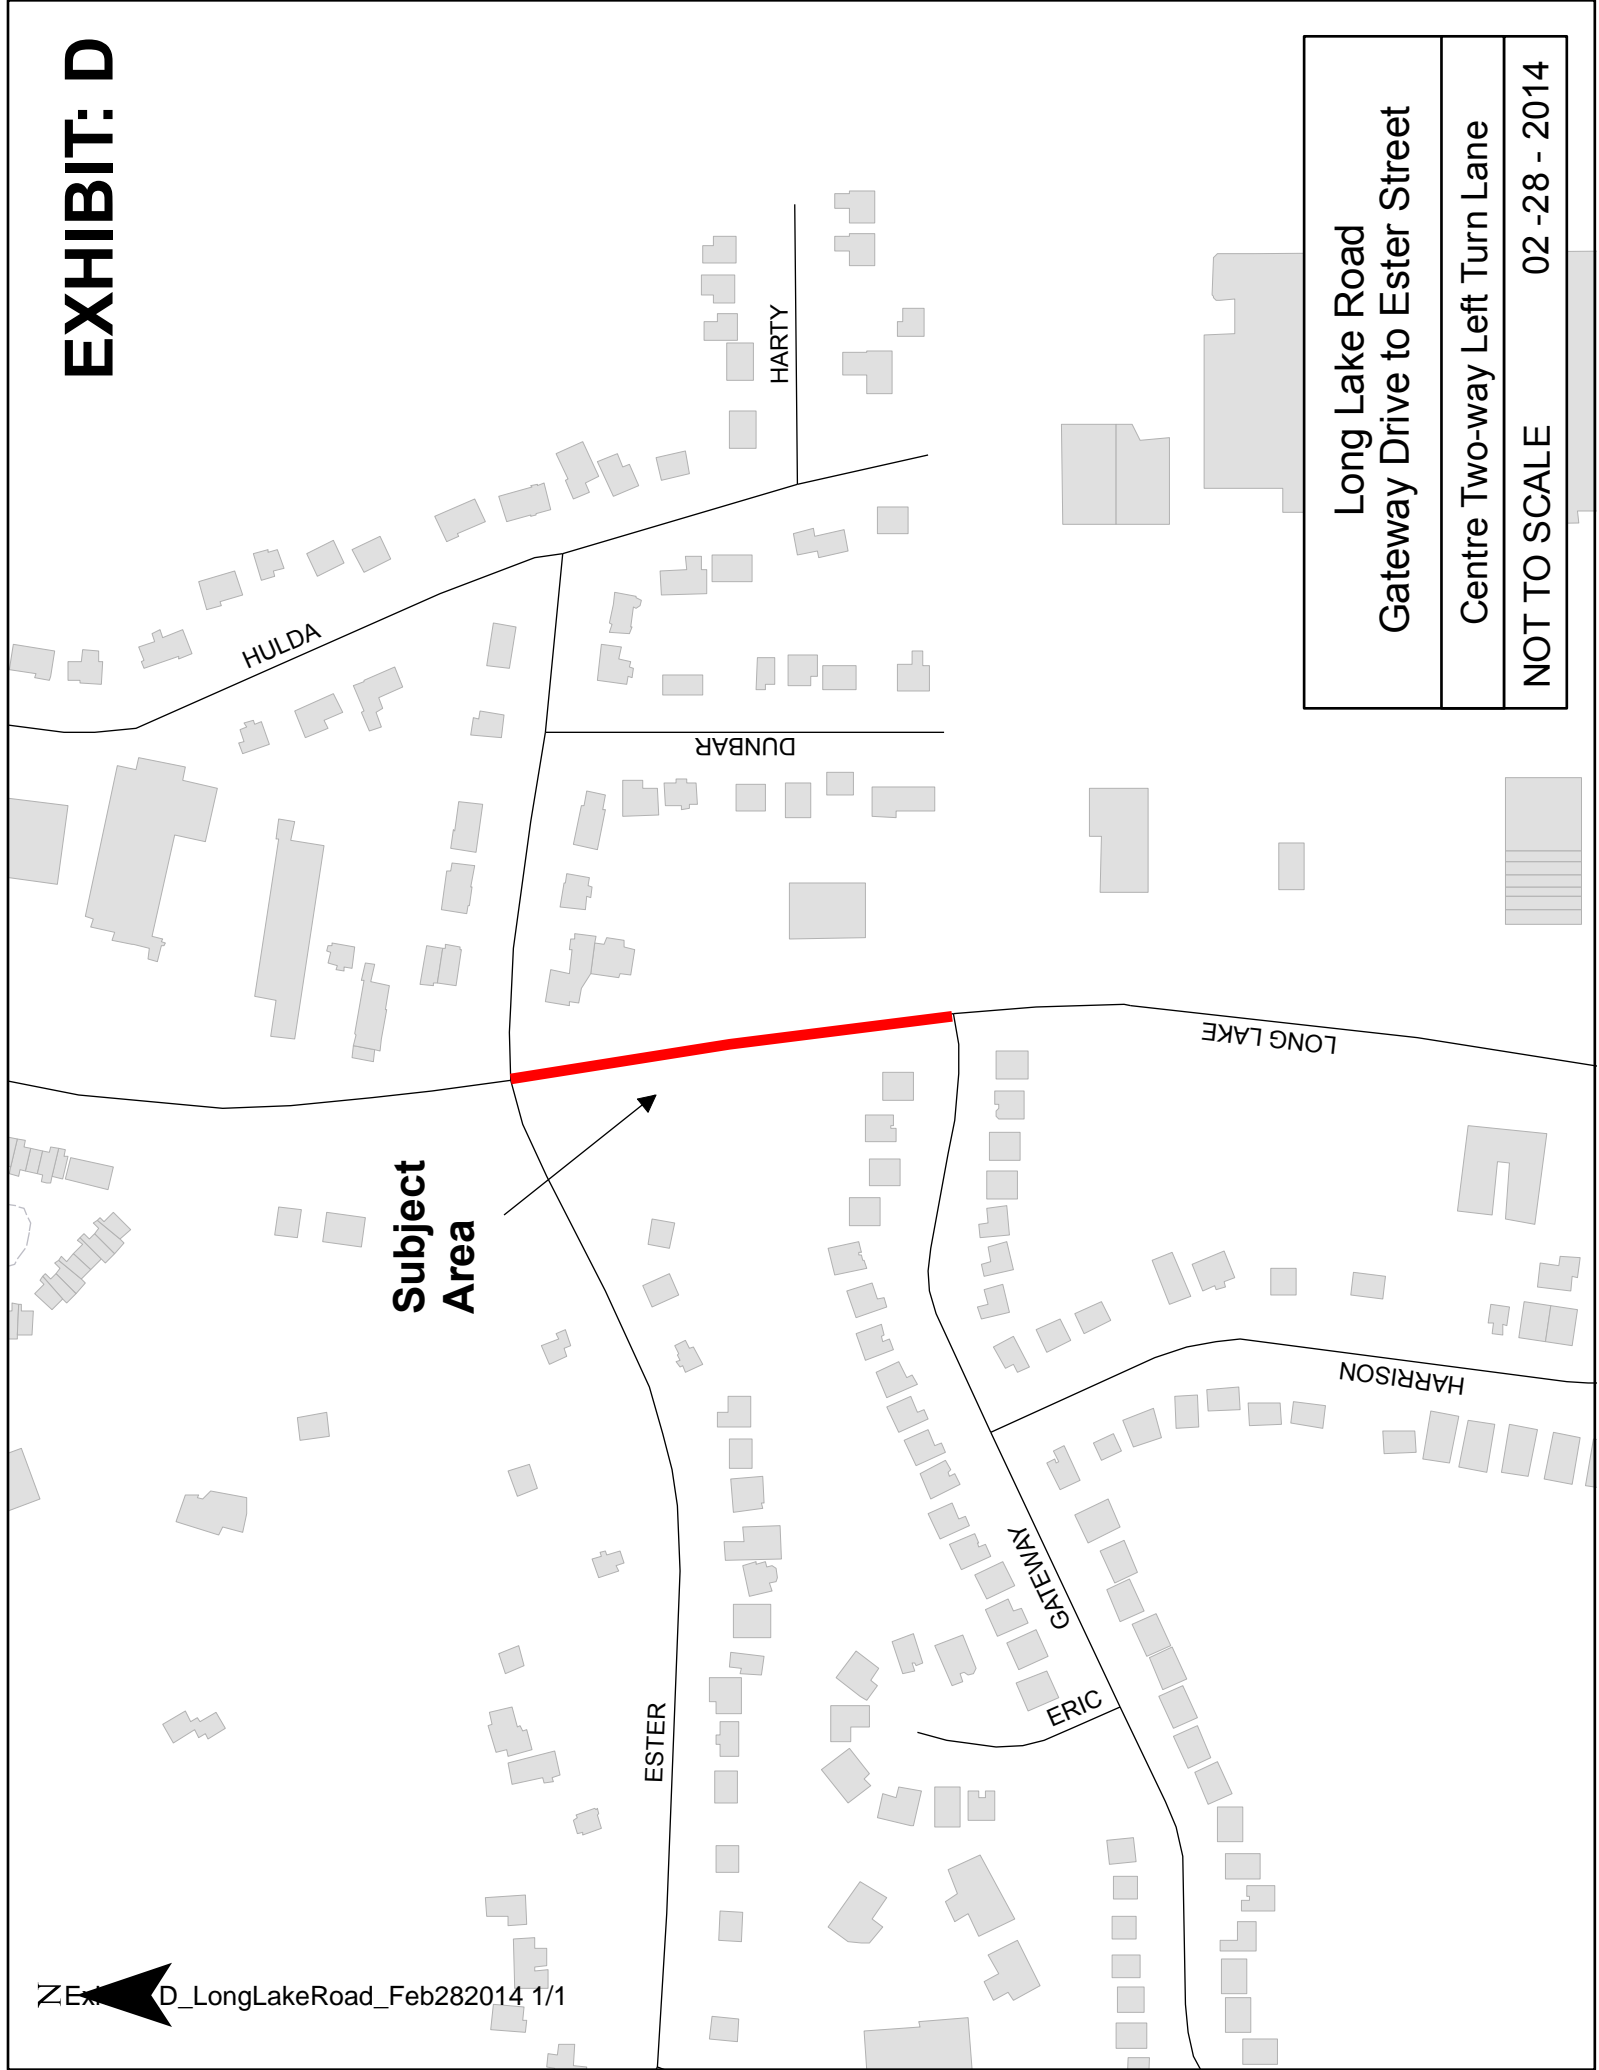 EXHIBIT: D
HULDA
HARTY
DUNBAR
LONG LAKE
Subject
Area
HARRISON
GATEWAY
ERIC
ESTER
Long Lake Road
Gateway Drive to Ester Street
Centre Two-way Left Turn Lane
NOT TO SCALE 02 -28 - 2014
N
D_LongLakeRoad_Feb282014 1/1